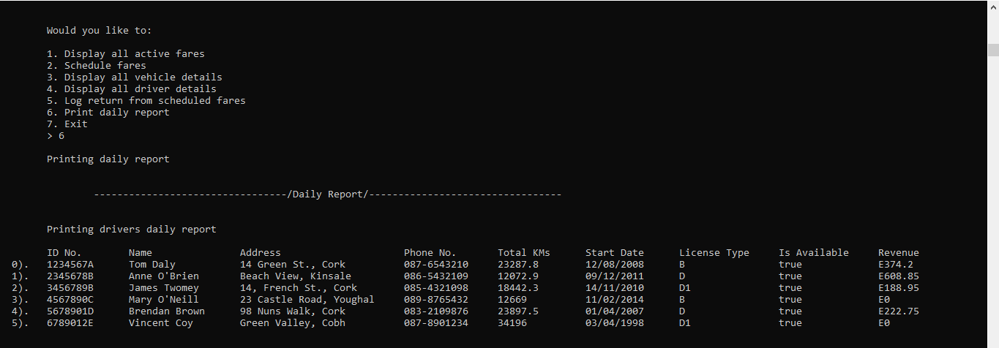 Would you like to:
1. Display all active fares
2. Schedule fares
3. Display all vehicle details
4. Display all driver details
5. Log return from scheduled fares
6. Print daily report
7. Exit
> 6
Printing daily report
---------------------------------/Daily Report/---------------------------------
Printing drivers daily report
ID No. Name Address Phone No. Total KMs Start Date License Type Is Available Revenue
0). 1234567A Tom Daly 14 Green St., Cork 087-6543210 23287.8 12/08/2008 B true E374.2
1). 2345678B Anne O'Brien Beach View, Kinsale 086-5432109 12072.9 09/12/2011 D true E608.85
2). 3456789B James Twomey 14, French St., Cork 085-4321098 18442.3 14/11/2010 D1 true E188.95
3). 4567890C Mary O'Neill 23 Castle Road, Youghal 089-8765432 12669 11/02/2014 B true E0
4). 5678901D Brendan Brown 98 Nuns Walk, Cork 083-2109876 23897.5 01/04/2007 D true E222.75
5). 6789012E Vincent Coy Green Valley, Cobh 087-8901234 34196 03/04/1998 D1 true E0